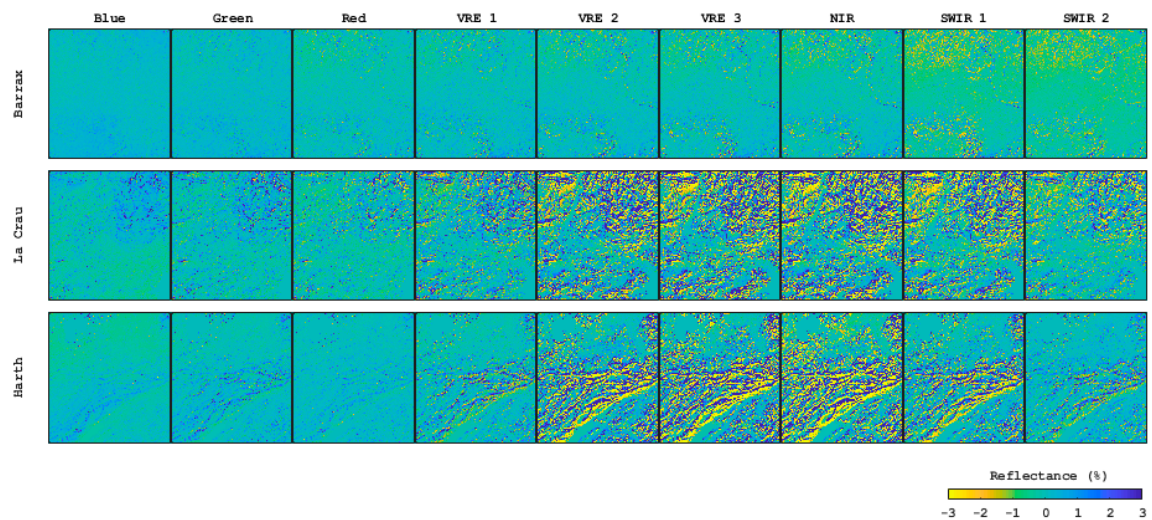 Blue Green Red VRE 1 VRE 2 VRE 3 NIR SWIR 1 SWIR 2
Barrax
La Crau
Harth
Reflectance (%)
-3 -2 -1 0 1 2 3